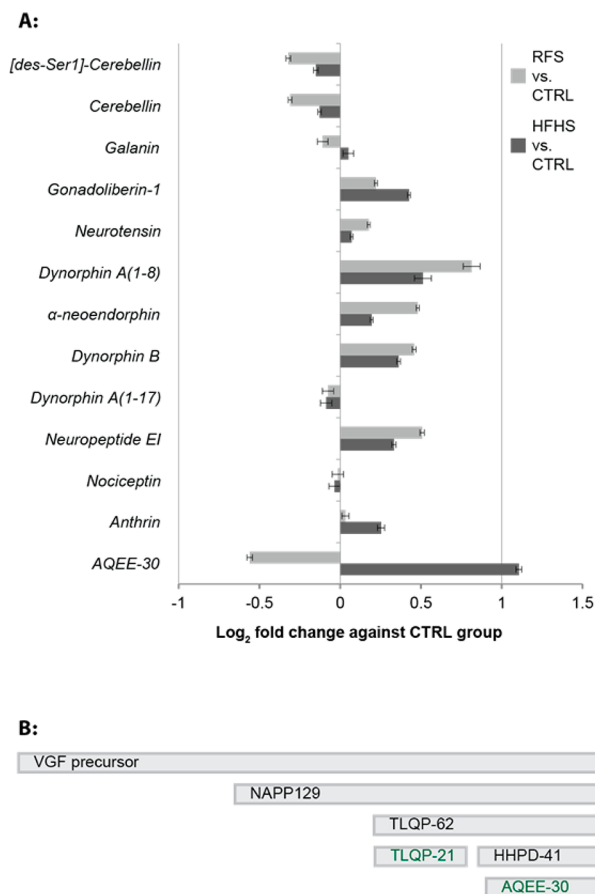 A:
[des-Ser1]-Cerebellin
Cerebellin
Galanin
Gonadoliberin-1
Neurotensin
Dynorphin A(1-8)
α-neoendorphin
Dynorphin B
Dynorphin A(1-17)
Neuropeptide EI
Nociceptin
Anthrin
AQEE-30
RFS
vs.
CTRL
HFHS
vs.
CTRL
-1 -0.5 0 0.5 1 1.5
Log2 fold change against CTRL group
B:
VGF precursor
NAPP129
TLQP-62
TLQP-21 HHPD-41
AQEE-30